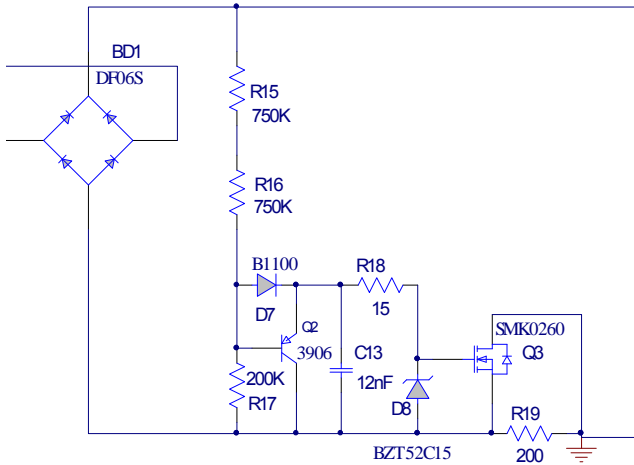 BD1
DF06S
R15
750K
R16
750K
B1100
R18
D7
15
Q2
SMK0260
3906
C13
Q3
200K
12nF
R17
D8
R19
BZT52C15
200